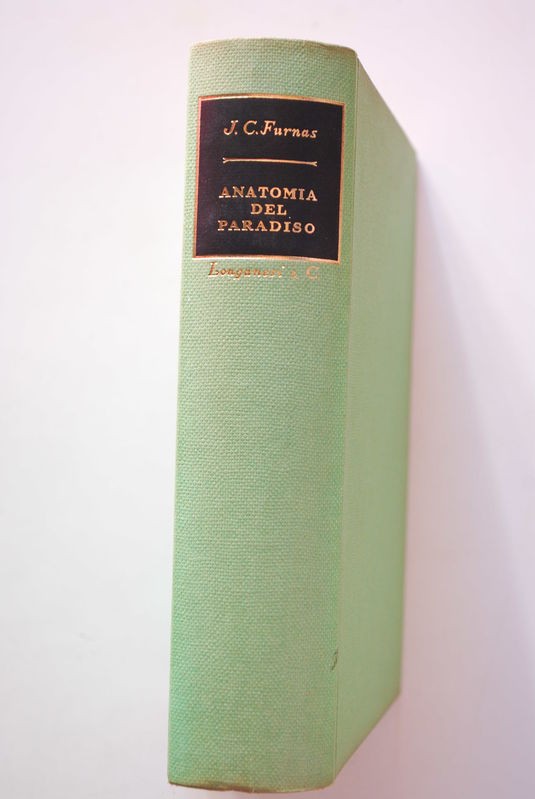 J. C. Furnas
ANATOMIA
DEL
PARADISO
Longanesi & C.